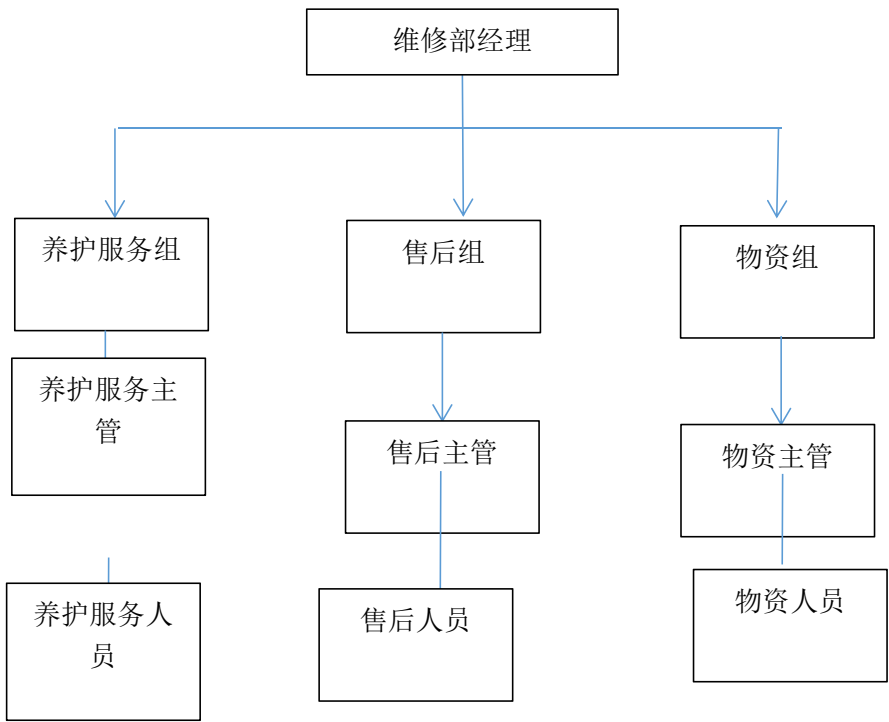 维修部经理
养护服务组
售后组
物资组
养护服务主
管
售后主管
物资主管
养护服务人
员
售后人员
物资人员